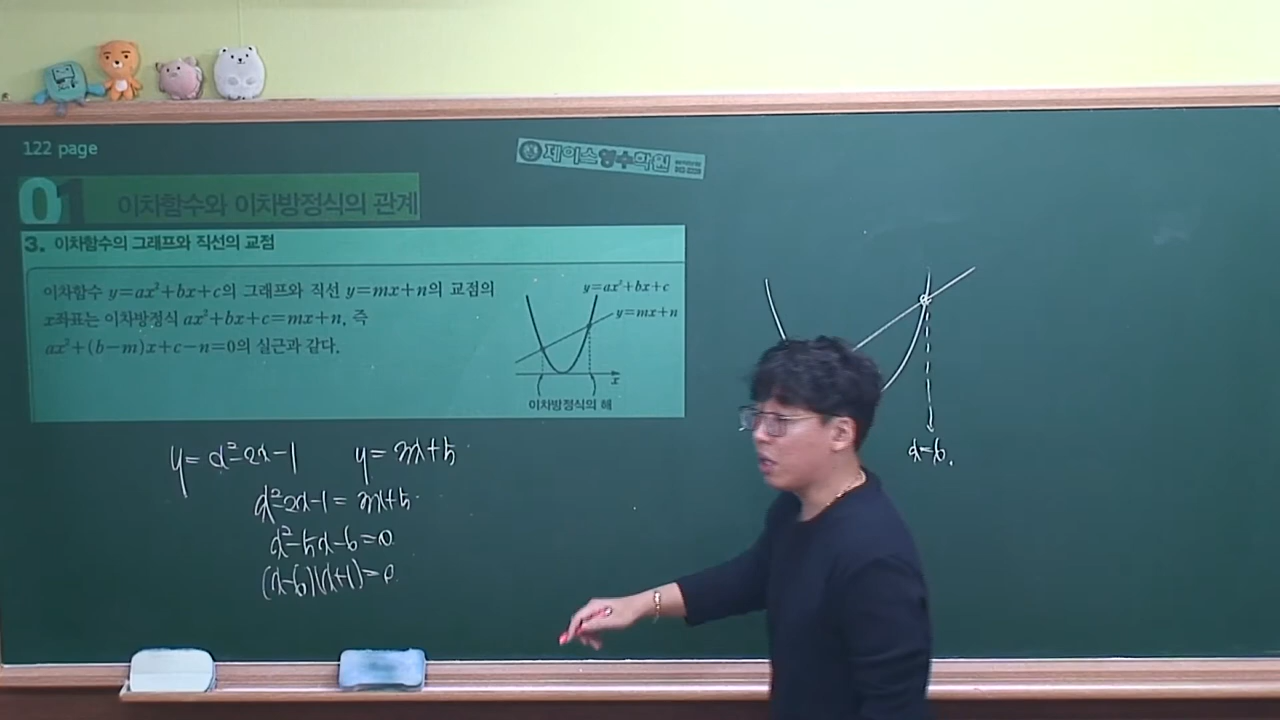 122 page
제이스영수학원
01 이차함수와 이차방정식의 관계
3. 이차함수의 그래프와 직선의 교점
이차함수 y=ax²+bx+c의 그래프와 직선 y=mx+n의 교점의
x좌표는 이차방정식 ax²+bx+c=mx+n, 즉
ax²+(b−m)x+c−n=0의 실근과 같다.
y=ax²+bx+c
y=mx+n
x
이차방정식의 해
y=x²-2x-1 y=3x+5
x²-2x-1=3x+5
x²-5x-6=0
(x-6)(x+1)=0
x=6.